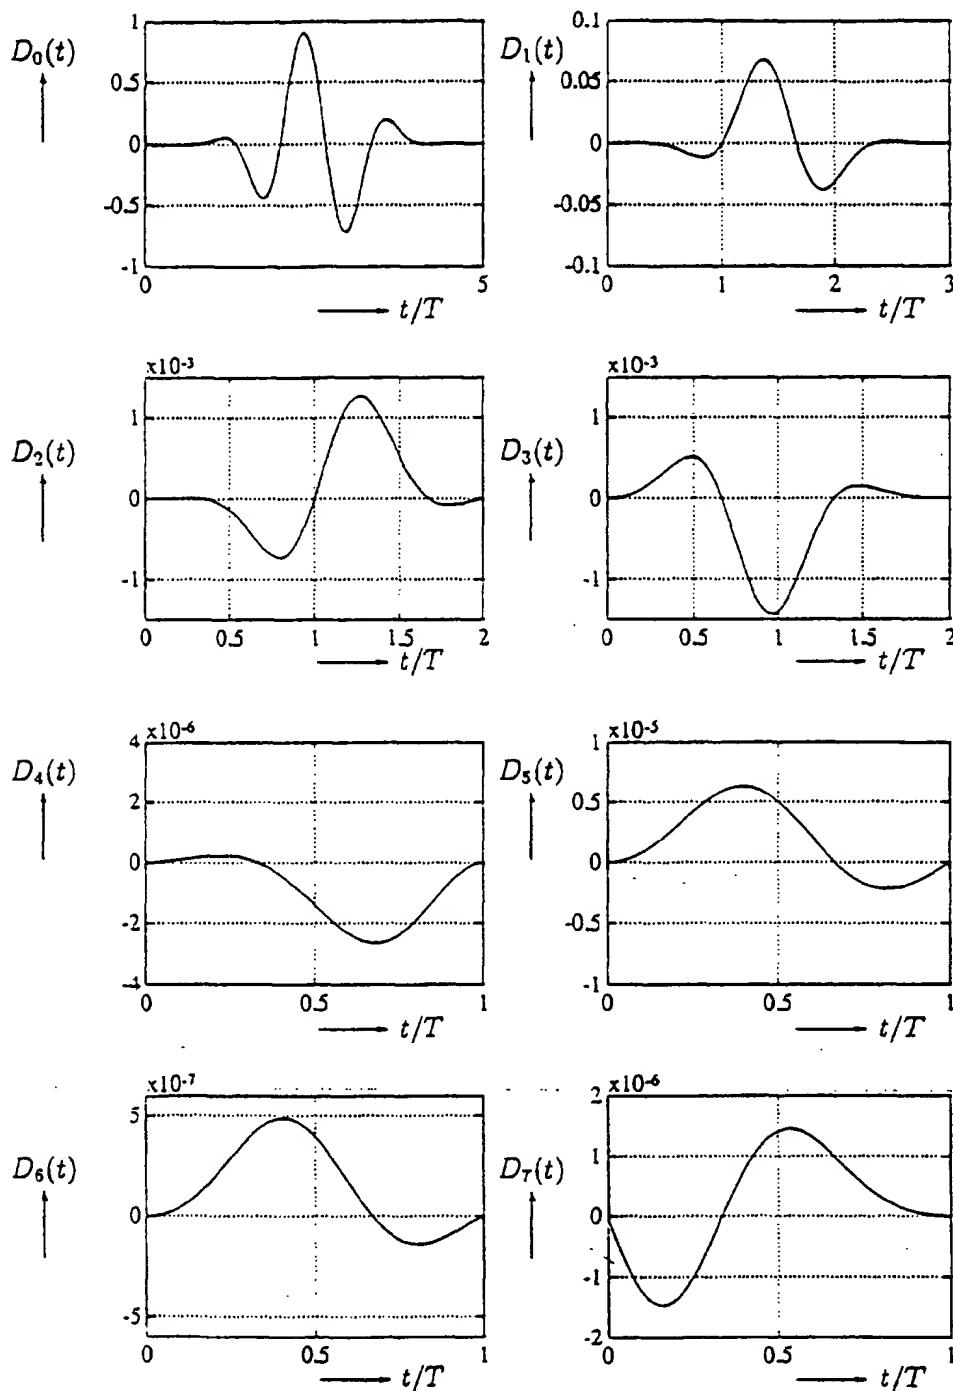 D₀(t)
1
0.5
0
-0.5
-1
0
5
t/T
D₁(t)
0.1
0.05
0
-0.05
-0.1
0
1
2
3
t/T
x10⁻³
D₂(t)
1
0
-1
0
0.5
1
1.5
2
t/T
x10⁻³
D₃(t)
1
0
-1
0
0.5
1
1.5
2
t/T
x10⁻⁶
D₄(t)
4
2
0
-2
-4
0
0.5
1
t/T
x10⁻⁵
D₅(t)
1
0.5
0
-0.5
-1
0
0.5
1
t/T
x10⁻⁷
D₆(t)
5
0
-5
0
0.5
1
t/T
x10⁻⁶
D₇(t)
2
1
0
-1
-2
0
0.5
1
t/T